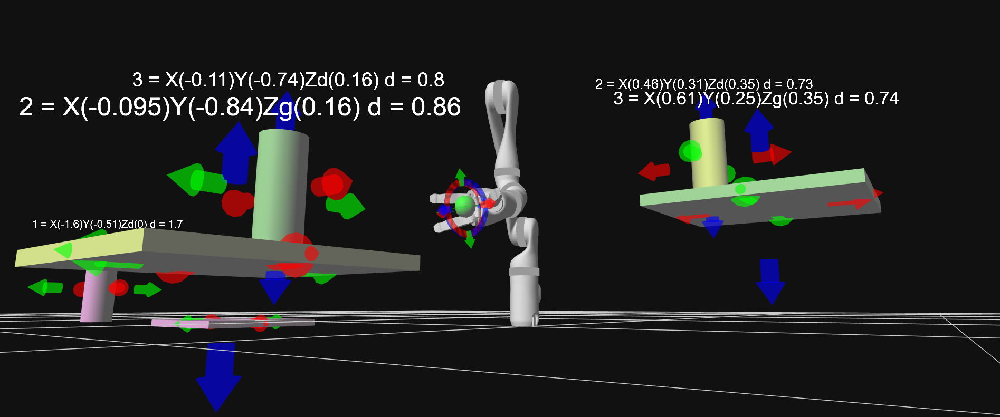 3 = X(-0.11)Y(-0.74)Zd(0.16) d = 0.8
2 = X(-0.095)Y(-0.84)Zg(0.16) d = 0.86
2 = X(0.46)Y(0.31)Zd(0.35) d = 0.73
3 = X(0.61)Y(0.25)Zg(0.35) d = 0.74
1 = X(-1.6)Y(-0.51)Zd(0) d = 1.7